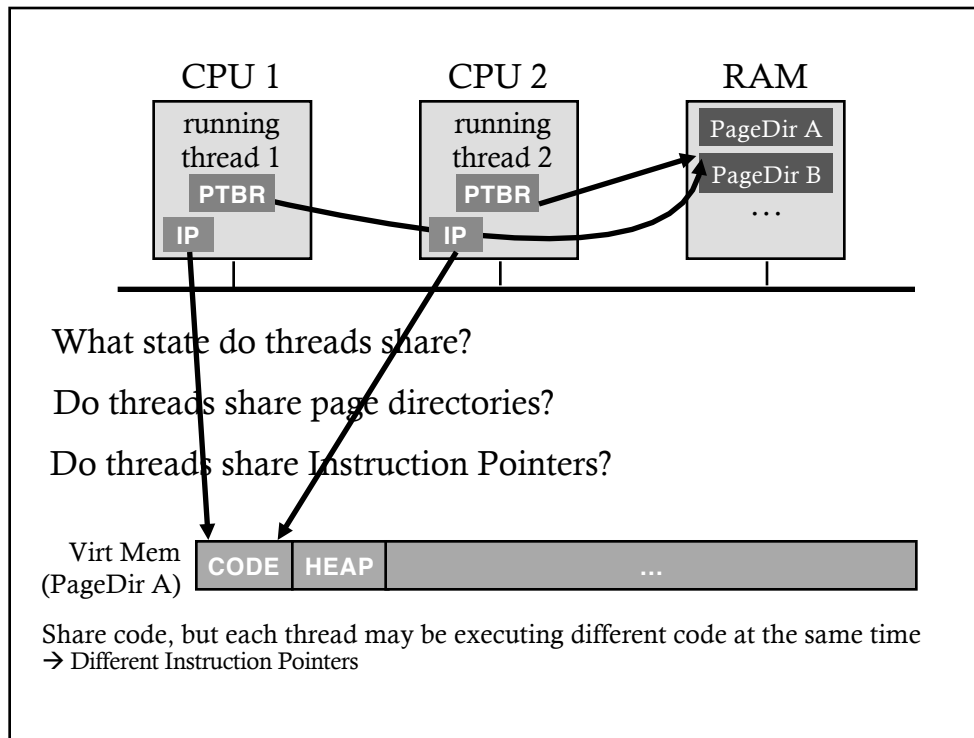 CPU 1
CPU 2
RAM
running
thread 1
PTBR
IP
running
thread 2
PTBR
IP
PageDir A
PageDir B
...
What state do threads share?
Do threads share page directories?
Do threads share Instruction Pointers?
Virt Mem
(PageDir A)
CODE
HEAP
...
Share code, but each thread may be executing different code at the same time
→ Different Instruction Pointers